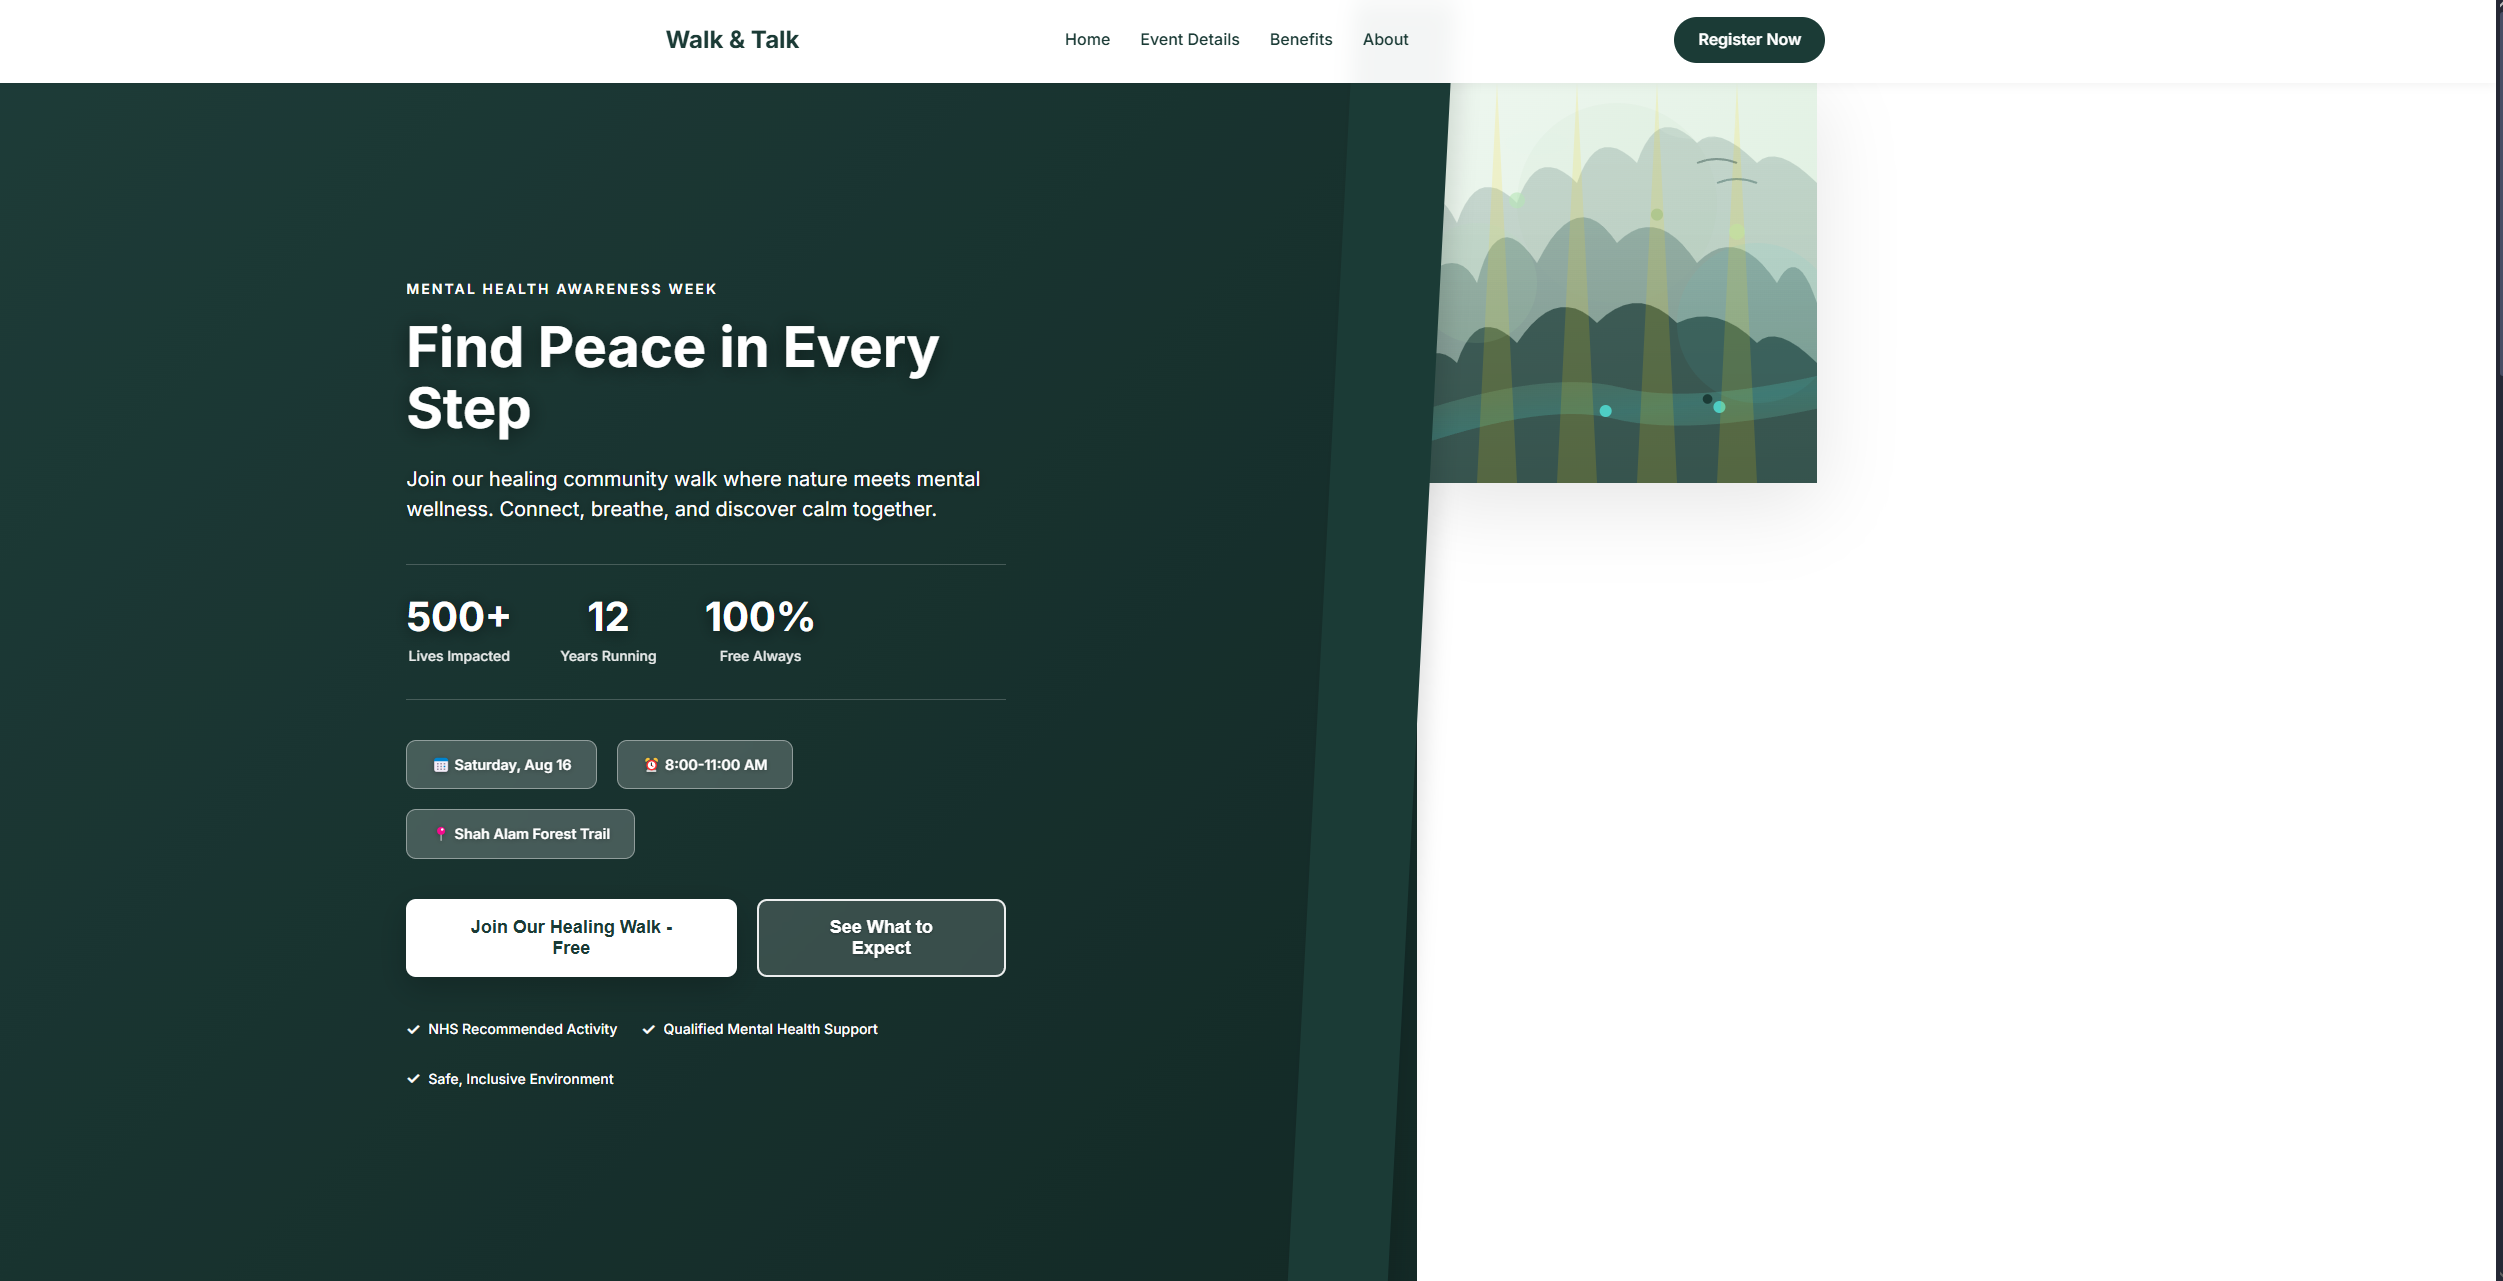 Walk & Talk
Home
Event Details
Benefits
About
Register Now
MENTAL HEALTH AWARENESS WEEK
Find Peace in Every
Step
Join our healing community walk where nature meets mental
wellness. Connect, breathe, and discover calm together.
500+
Lives Impacted
12
Years Running
100%
Free Always
Saturday, Aug 16
8:00-11:00 AM
Shah Alam Forest Trail
Join Our Healing Walk -
Free
See What to
Expect
NHS Recommended Activity
Qualified Mental Health Support
Safe, Inclusive Environment